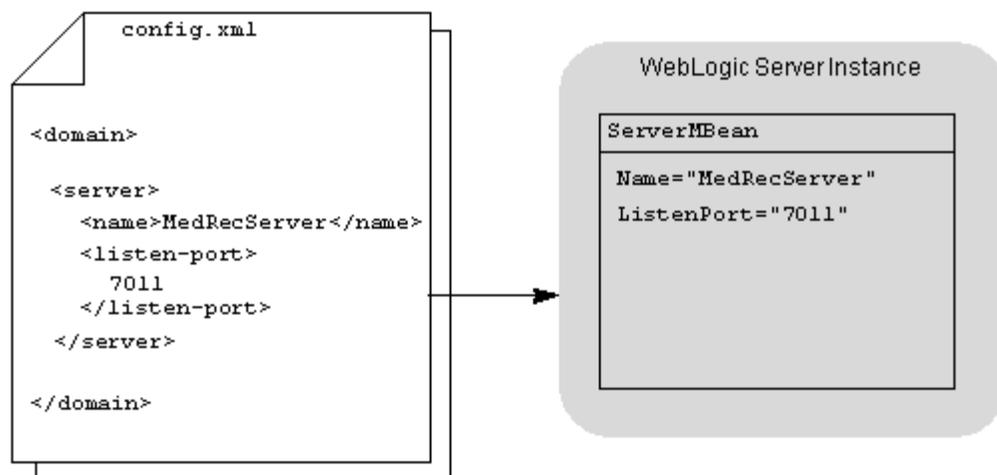 config.xml
<domain>
<server>
<name>MedRecServer</name>
<listen-port>
7011
</listen-port>
</server>
</domain>
WebLogic Server Instance
ServerMBean
Name="MedRecServer"
ListenPort="7011"